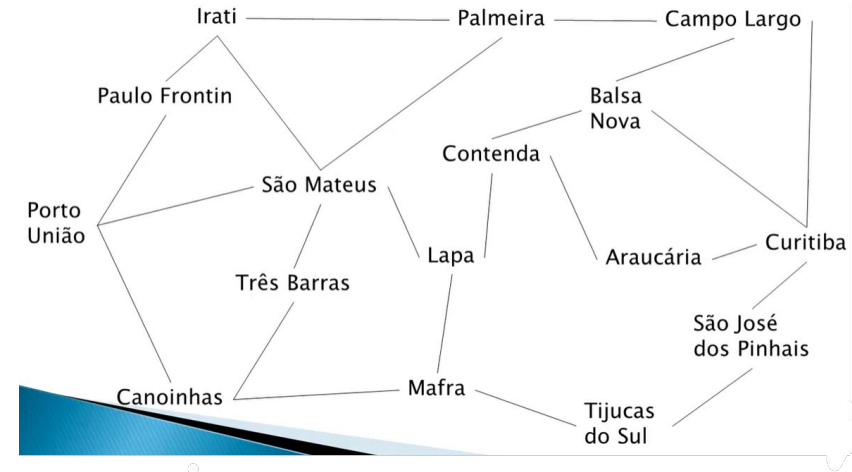 Irati
Palmeira
Campo Largo
Paulo Frontin
Balsa
Nova
Contenda
São Mateus
Porto
União
Lapa
Araucária
Curitiba
Três Barras
São José
dos Pinhais
Canoinhas
Mafra
Tijucas
do Sul